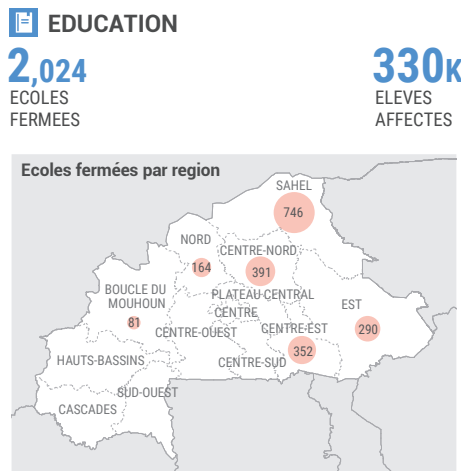 EDUCATION
2,024
ECOLES
FERMEES
330K
ELEVES
AFFECTES
Ecoles fermées par region
SAHEL
746
NORD
164
CENTRE-NORD
391
BOUCLE DU
MOUHOUN
81
PLATEAU CENTRAL
CENTRE
EST
290
CENTRE-OUEST
CENTRE-EST
352
HAUTS-BASSINS
CENTRE-SUD
SUD-OUEST
CASCADES